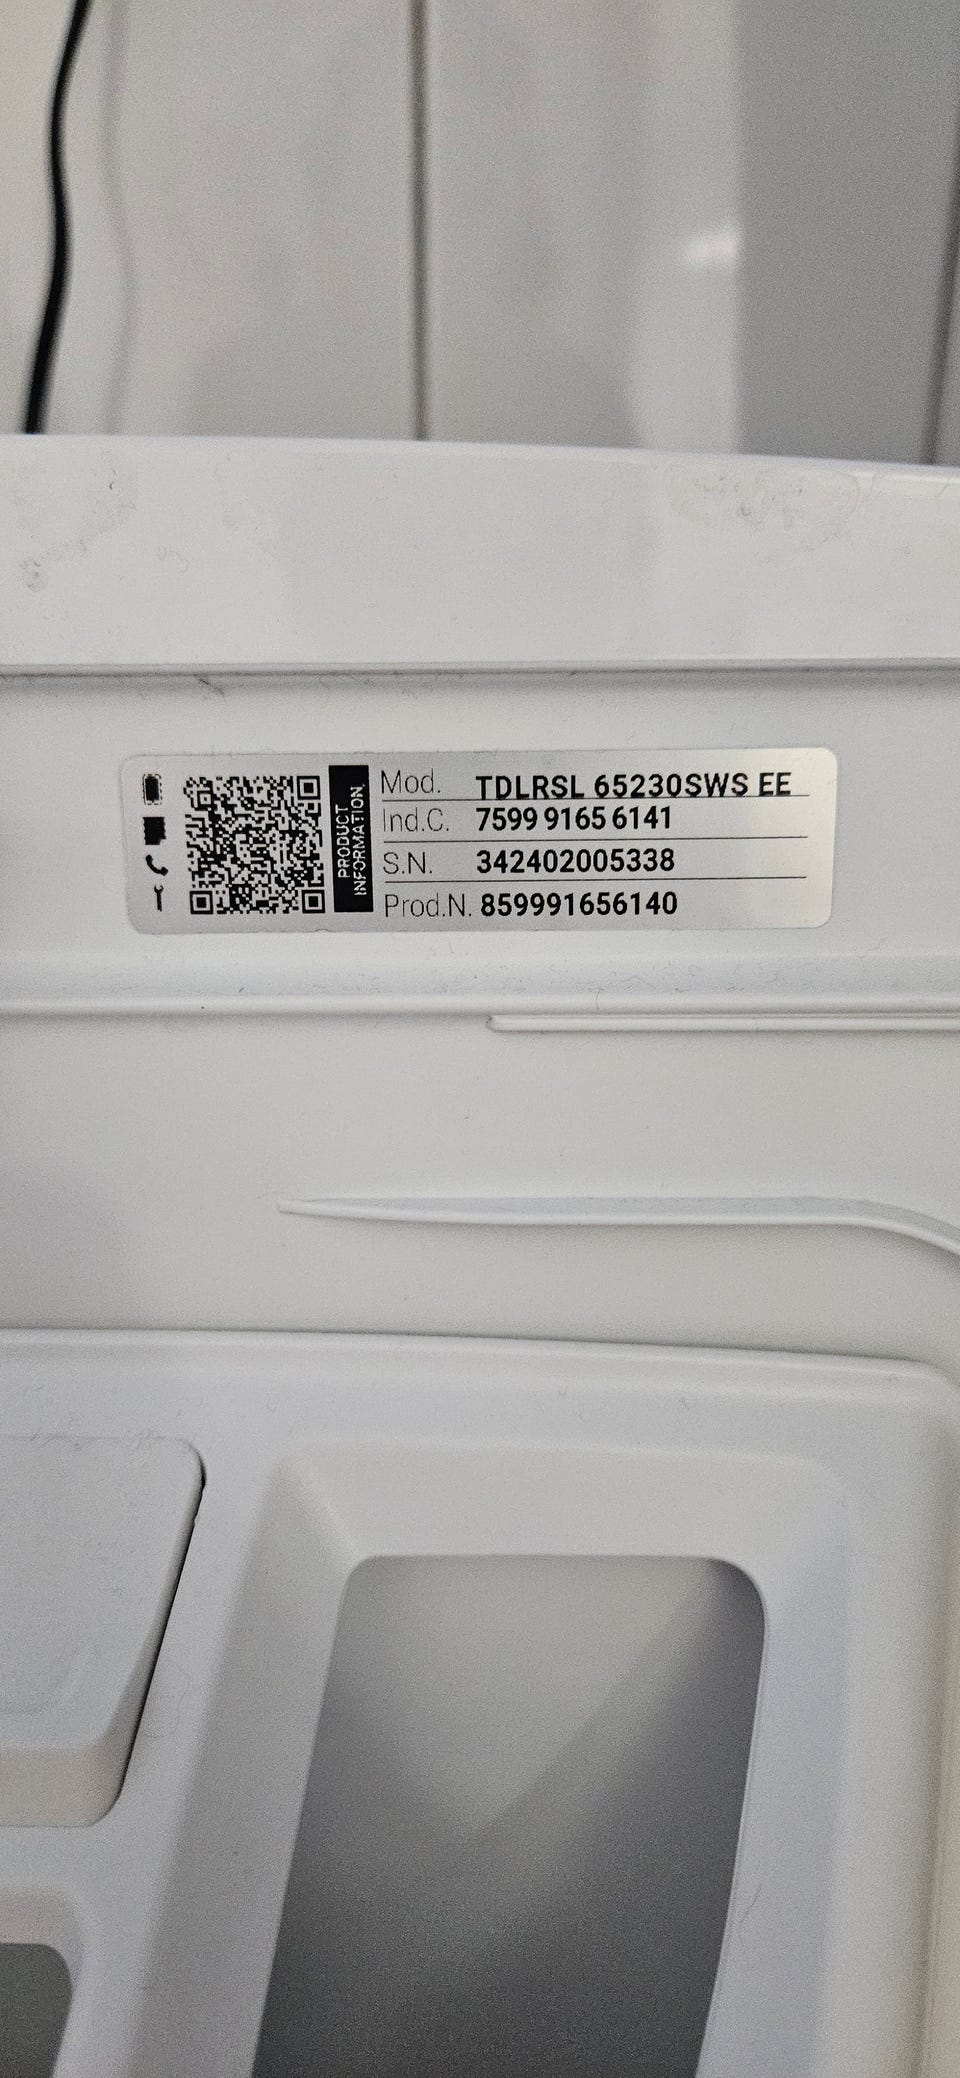 PRODUCT
INFORMATION
Mod. TDLRSL 65230SWS EE
Ind.C. 7599 9165 6141
S.N. 342402005338
Prod.N. 859991656140